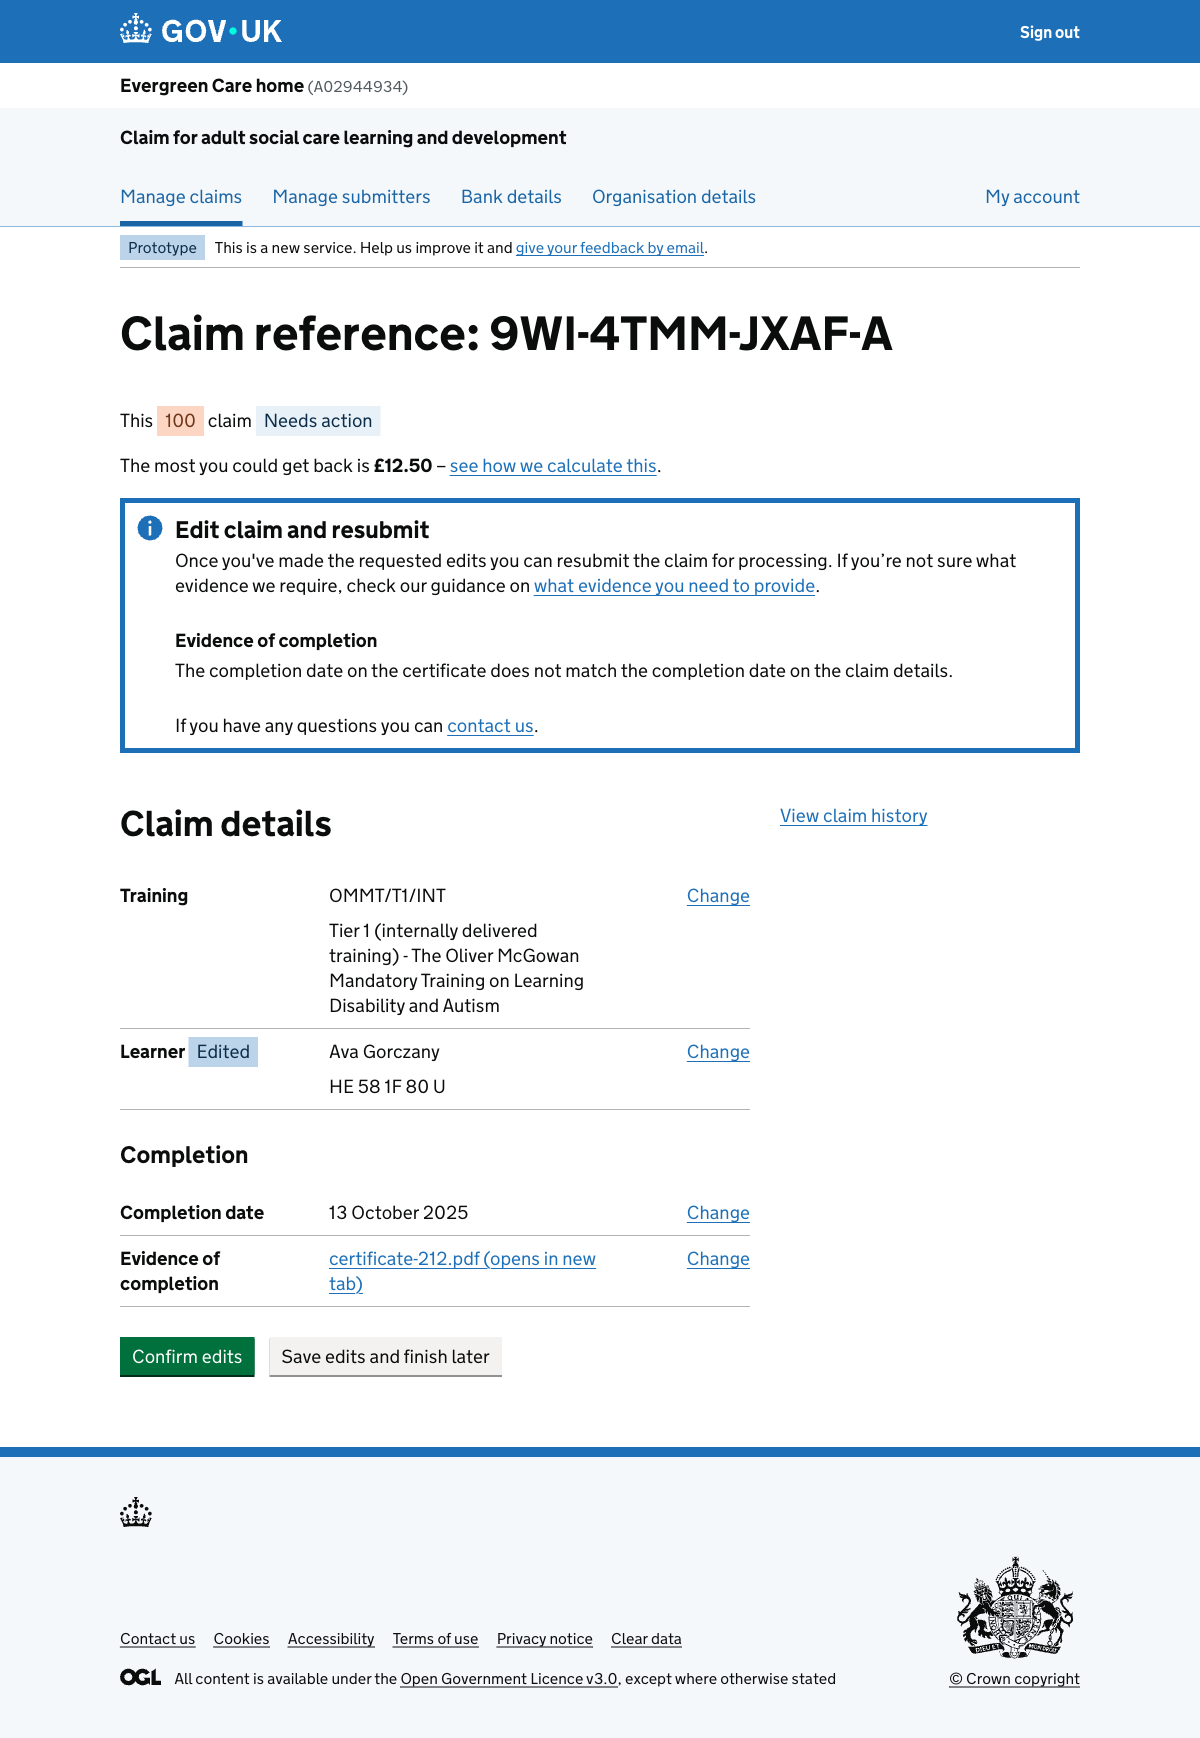 GOV•UK
Sign out
Evergreen Care home (A02944934)
Claim for adult social care learning and development
Manage claims Manage submitters Bank details Organisation details My account
Prototype This is a new service. Help us improve it and give your feedback by email.
Claim reference: 9WI-4TMM-JXAF-A
This 100 claim Needs action
The most you could get back is £12.50 – see how we calculate this.
Edit claim and resubmit
Once you've made the requested edits you can resubmit the claim for processing. If you’re not sure what
evidence we require, check our guidance on what evidence you need to provide.
Evidence of completion
The completion date on the certificate does not match the completion date on the claim details.
If you have any questions you can contact us.
Claim details
View claim history
Training OMMT/T1/INT Change
Tier 1 (internally delivered
training) - The Oliver McGowan
Mandatory Training on Learning
Disability and Autism
Learner Edited Ava Gorczany Change
HE 58 1F 80 U
Completion
Completion date 13 October 2025 Change
Evidence of certificate-212.pdf (opens in new Change
completion tab)
Confirm edits Save edits and finish later
Contact us Cookies Accessibility Terms of use Privacy notice Clear data
OGL All content is available under the Open Government Licence v3.0, except where otherwise stated
© Crown copyright